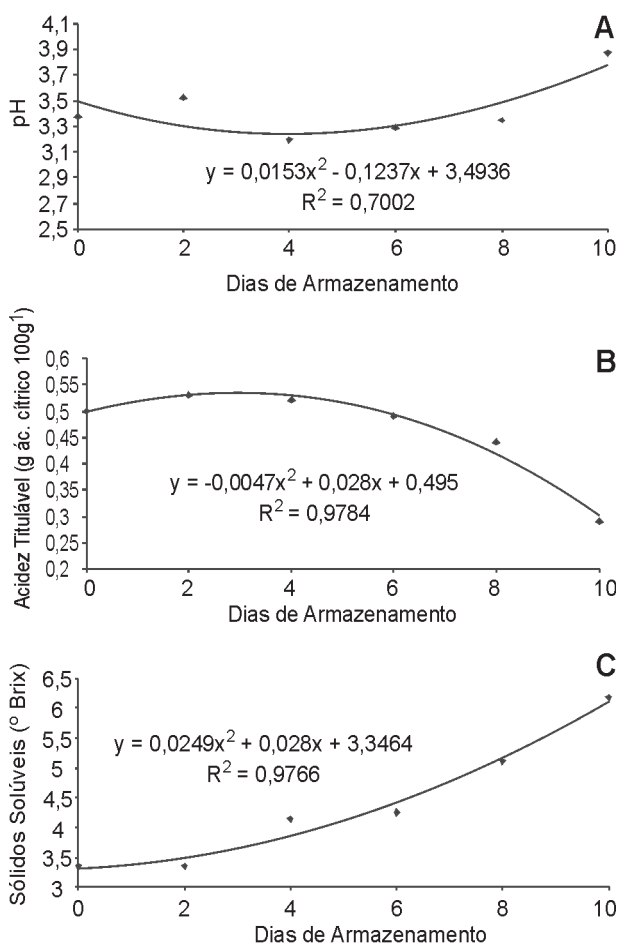 A
pH
4,1
3,9
3,7
3,5
3,3
3,1
2,9
2,7
2,5
y = 0,0153x² - 0,1237x + 3,4936
R² = 0,7002
0 2 4 6 8 10
Dias de Armazenamento
B
Acidez Titulável (g ác. cítrico 100g¹)
0,6
0,55
0,5
0,45
0,4
0,35
0,3
0,25
0,2
y = -0,0047x² + 0,028x + 0,495
R² = 0,9784
0 2 4 6 8 10
Dias de Armazenamento
C
Sólidos Solúveis (º Brix)
6,5
6
5,5
5
4,5
4
3,5
3
y = 0,0249x² + 0,028x + 3,3464
R² = 0,9766
0 2 4 6 8 10
Dias de Armazenamento